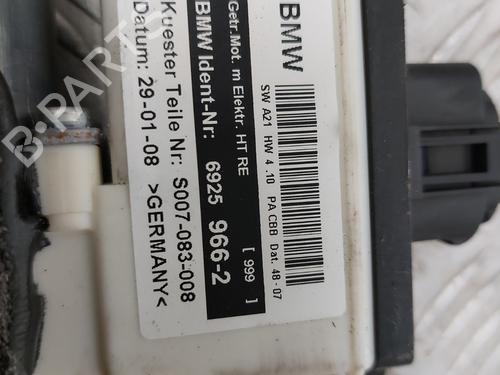 BMW
SW A21 HW 4 .10 PA CBB Dat. 48-07
Getr.Mot. m Elektr. HT RE [ 999 ]
BMW Ident-Nr: 6925 966-2
Kuester Teile Nr: S007-083-008
Datum: 29-01-08 >GERMANY<
B-PARTS